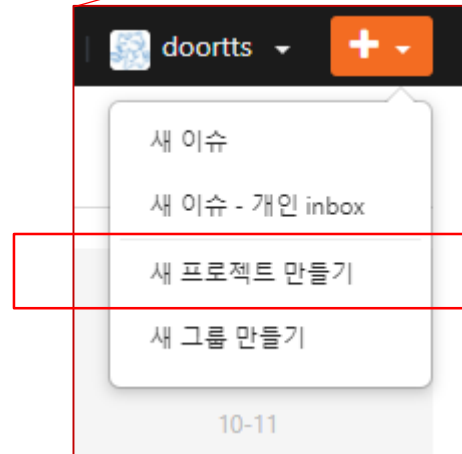 doortts
새 이슈
새 이슈 - 개인 inbox
새 프로젝트 만들기
새 그룹 만들기
10-11